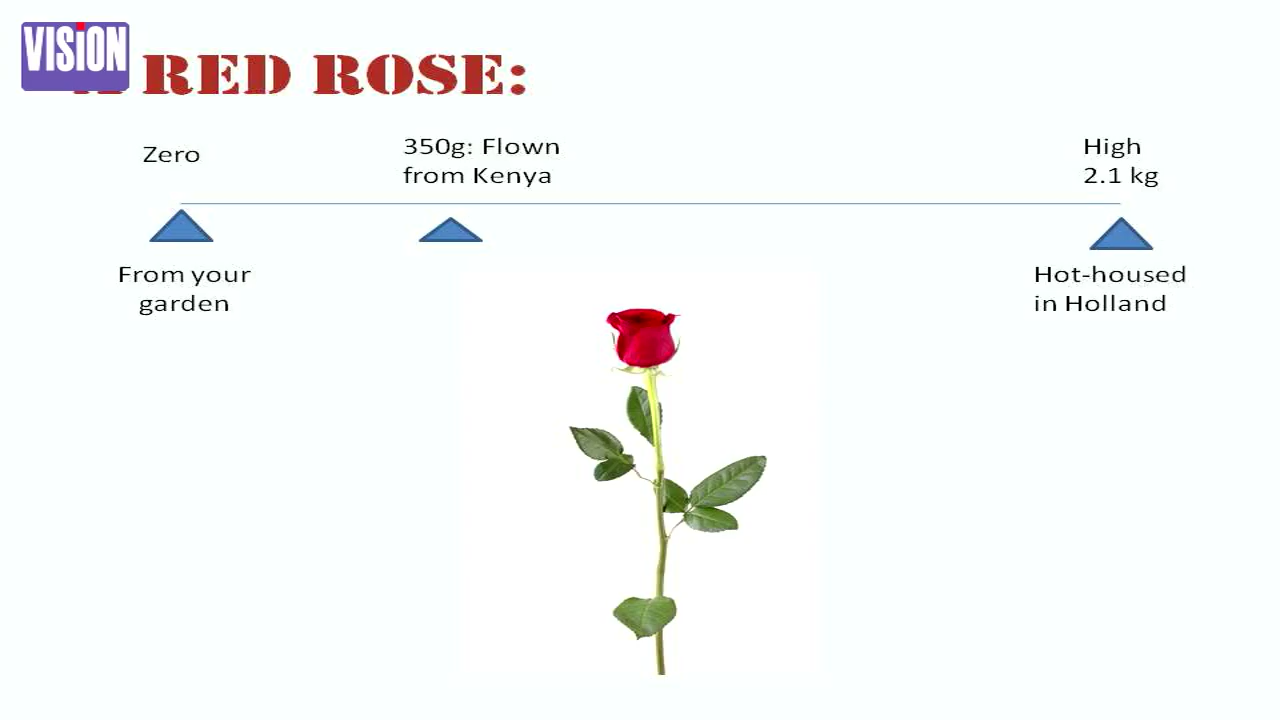 VISION
RED ROSE:
Zero
350g: Flown
from Kenya
High
2.1 kg
From your
garden
Hot-housed
in Holland